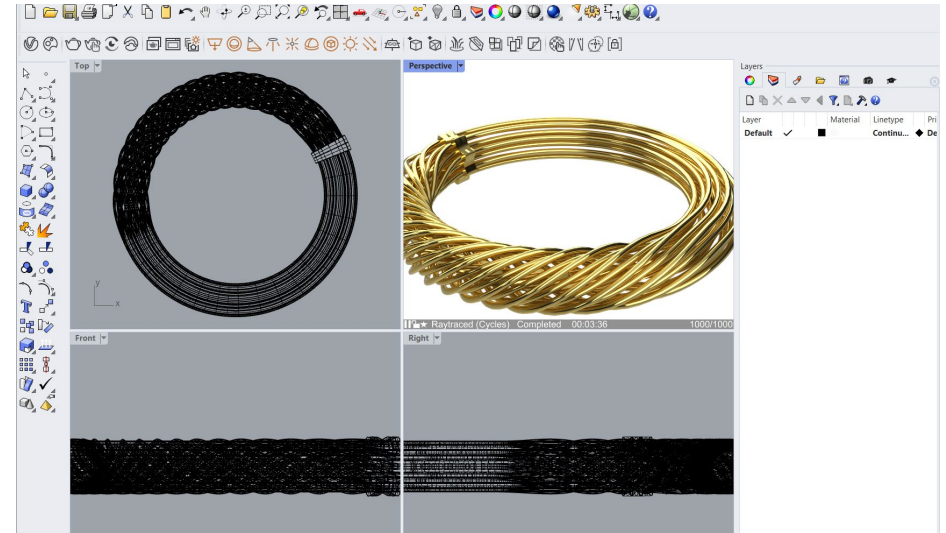 Top
Perspective
Layers
Layer Material Linetype Pri
Default Continu... De
y
x
Raytraced (Cycles) Completed 00:03:36 1000/1000
Front
Right